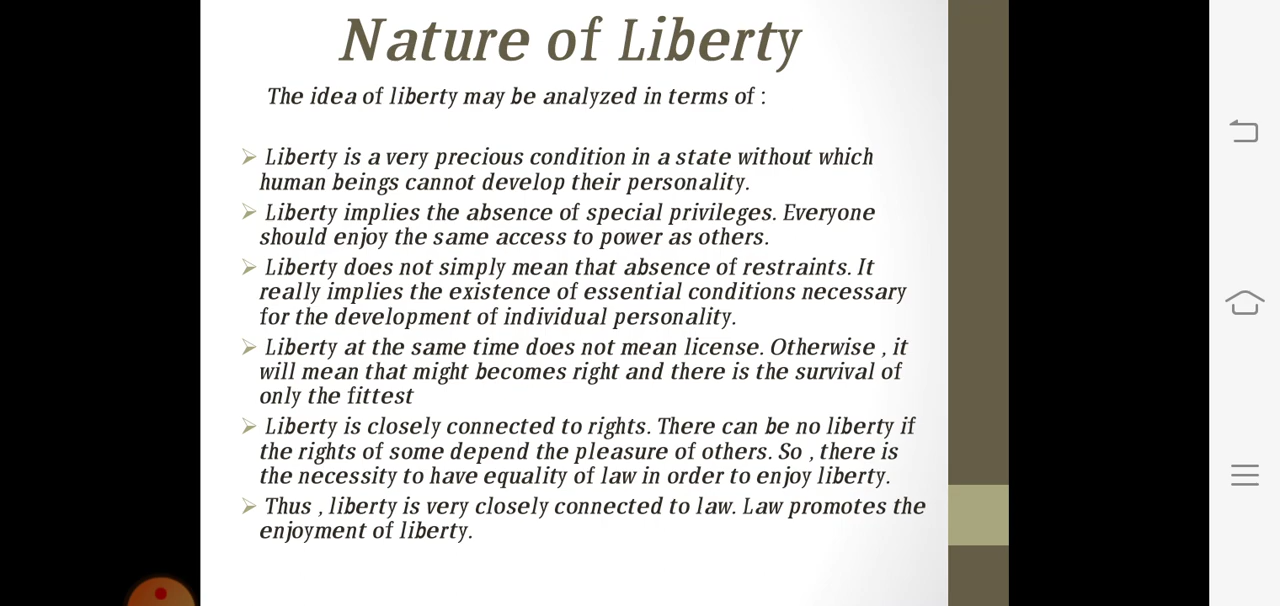 Nature of Liberty
The idea of liberty may be analyzed in terms of :
Liberty is a very precious condition in a state without which
human beings cannot develop their personality.
Liberty implies the absence of special privileges. Everyone
should enjoy the same access to power as others.
Liberty does not simply mean that absence of restraints. It
really implies the existence of essential conditions necessary
for the development of individual personality.
Liberty at the same time does not mean license. Otherwise , it
will mean that might becomes right and there is the survival of
only the fittest
Liberty is closely connected to rights. There can be no liberty if
the rights of some depend the pleasure of others. So , there is
the necessity to have equality of law in order to enjoy liberty.
Thus , liberty is very closely connected to law. Law promotes the
enjoyment of liberty.